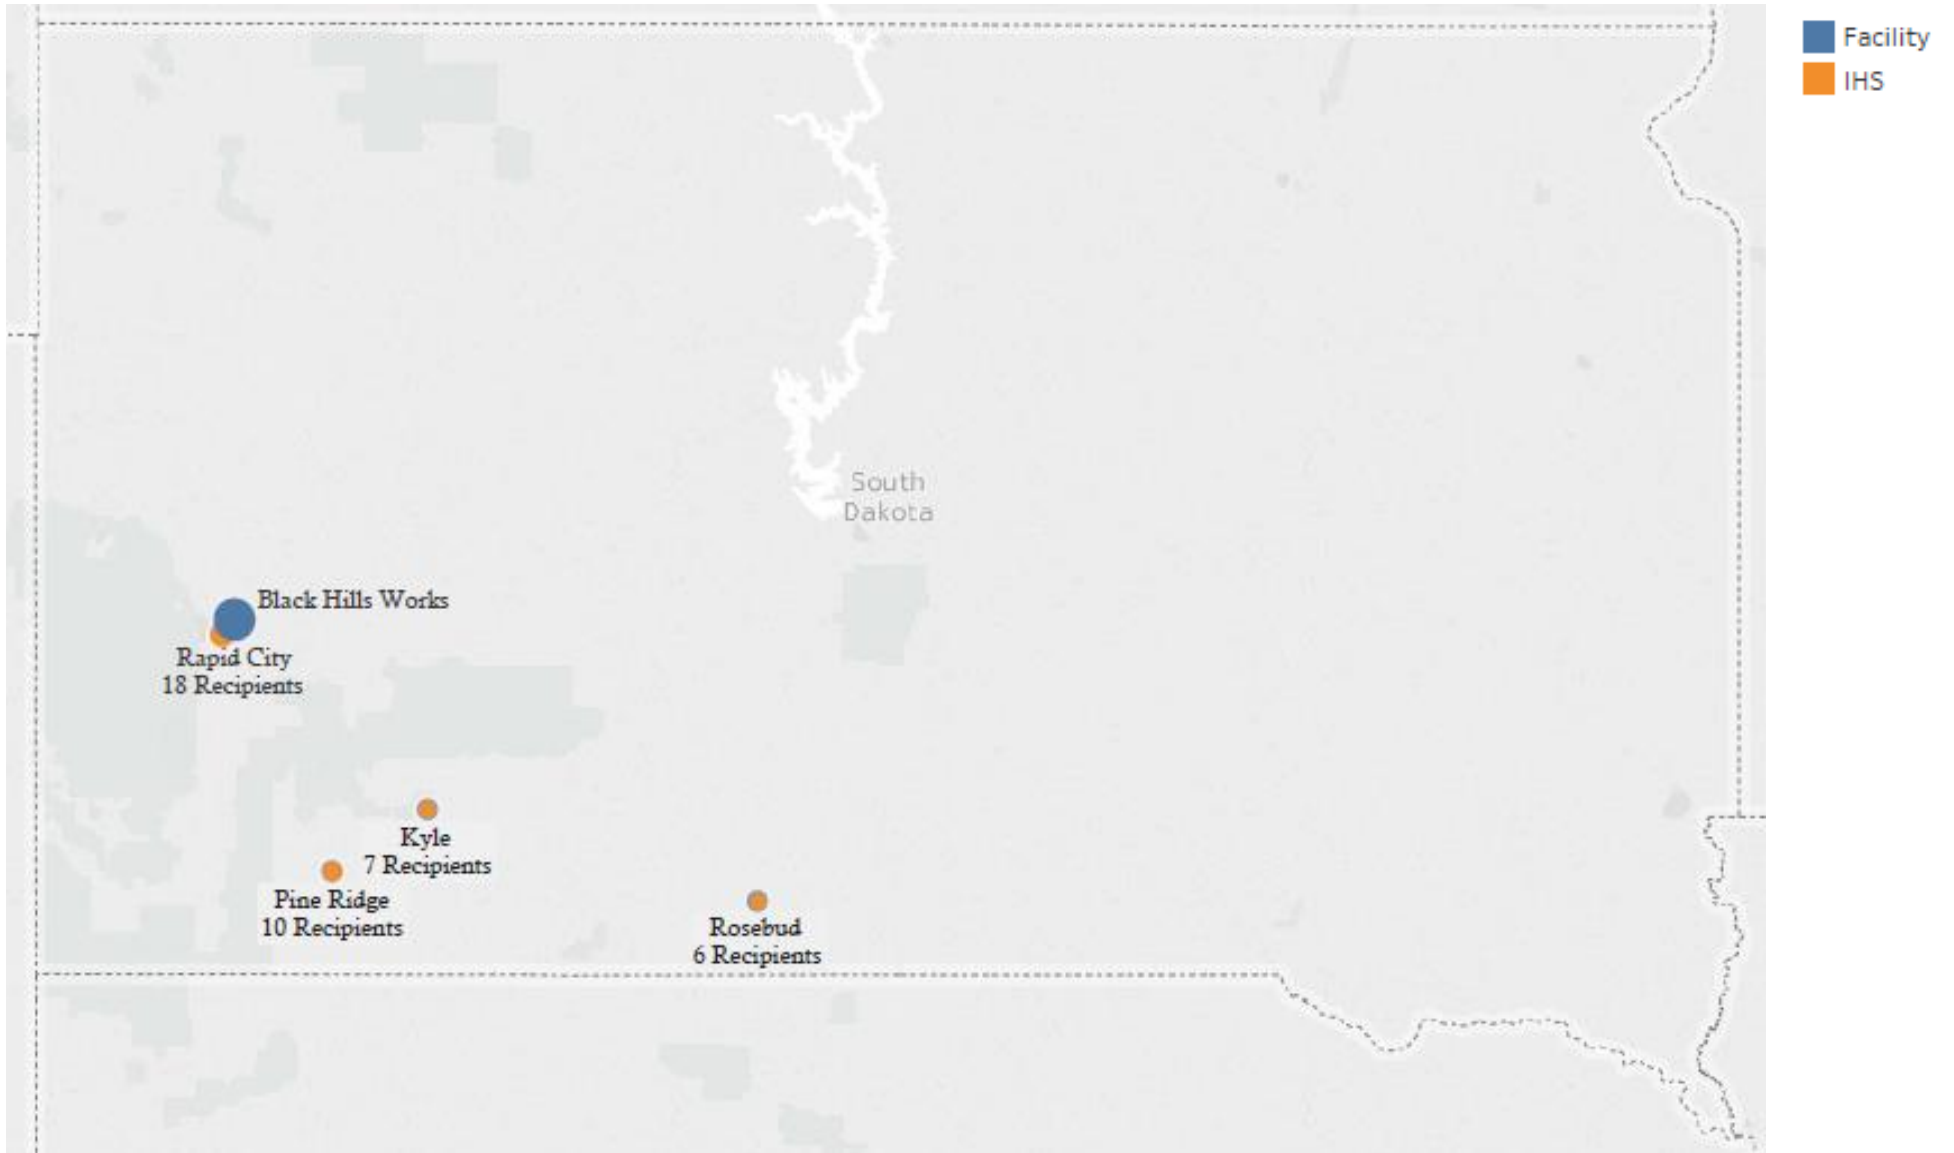 Facility
IHS
South
Dakota
Black Hills Works
Rapid City
18 Recipients
Kyle
7 Recipients
Pine Ridge
10 Recipients
Rosebud
6 Recipients